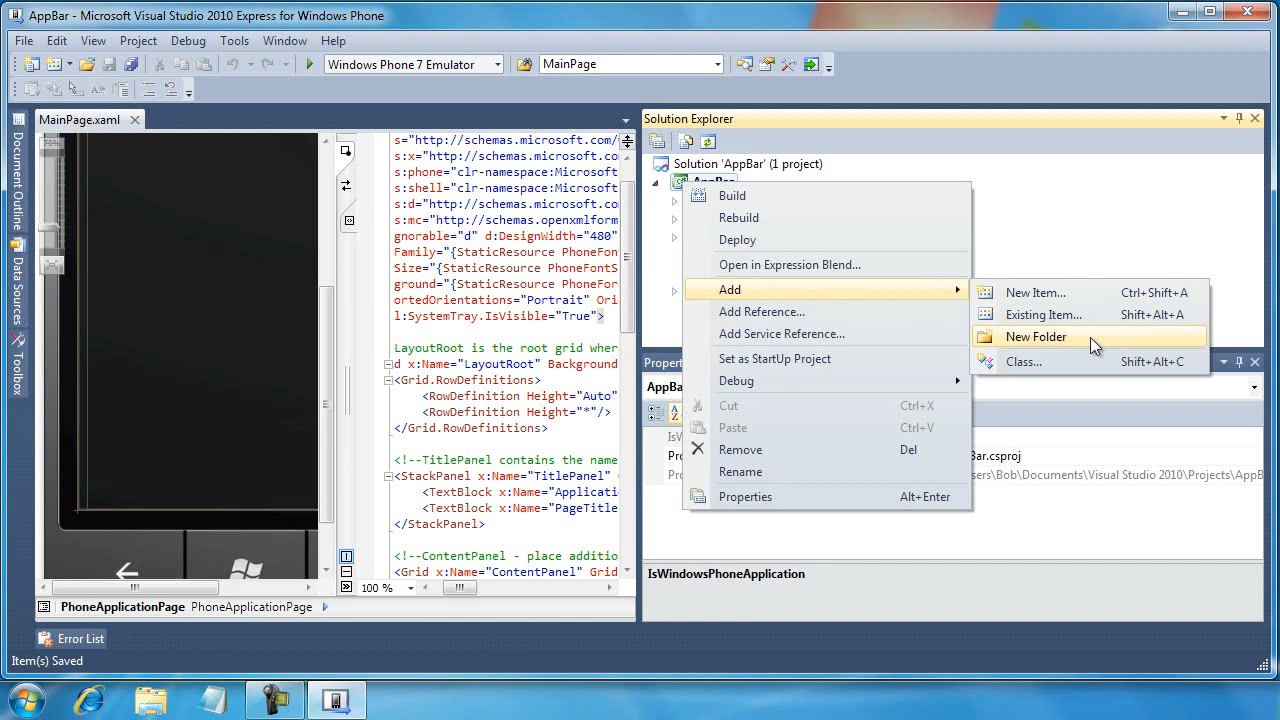 AppBar - Microsoft Visual Studio 2010 Express for Windows Phone
File Edit View Project Debug Tools Window Help
Windows Phone 7 Emulator
MainPage
Document Outline
Data Sources
Toolbox
MainPage.xaml
s="http://schemas.microsoft.com/
s:x="http://schemas.microsoft.
s:phone="clr-namespace:Microsoft
s:shell="clr-namespace:Microsoft
s:d="http://schemas.microsoft.
s:mc="http://schemas.openxmlform
gnorable="d" d:DesignWidth="480"
Family="{StaticResource PhoneFont
Size="{StaticResource PhoneFontS
ground="{StaticResource PhoneFor
ortedOrientations="Portrait" Ori
l:SystemTray.IsVisible="True">
LayoutRoot is the root grid wher
d x:Name="LayoutRoot" Background
<Grid.RowDefinitions>
<RowDefinition Height="Auto"
<RowDefinition Height="*"/>
</Grid.RowDefinitions>
<!--TitlePanel contains the name
<StackPanel x:Name="TitlePanel"
<TextBlock x:Name="Applicati
<TextBlock x:Name="PageTitle
</StackPanel>
<!--ContentPanel - place additio
<Grid x:Name="ContentPanel" Grid
100 %
PhoneApplicationPage PhoneApplicationPage
Solution Explorer
Solution 'AppBar' (1 project)
AppBar
Build
Rebuild
Deploy
Open in Expression Blend...
Add
Add Reference...
Add Service Reference...
Set as StartUp Project
Debug
Cut Ctrl+X
Paste Ctrl+V
Remove Del
Rename
Properties Alt+Enter
New Item... Ctrl+Shift+A
Existing Item... Shift+Alt+A
New Folder
Class... Shift+Alt+C
Proper
AppBa
IsW
Pro Bar.csproj
Pro sers\Bob\Documents\Visual Studio 2010\Projects\AppB
IsWindowsPhoneApplication
Error List
Item(s) Saved